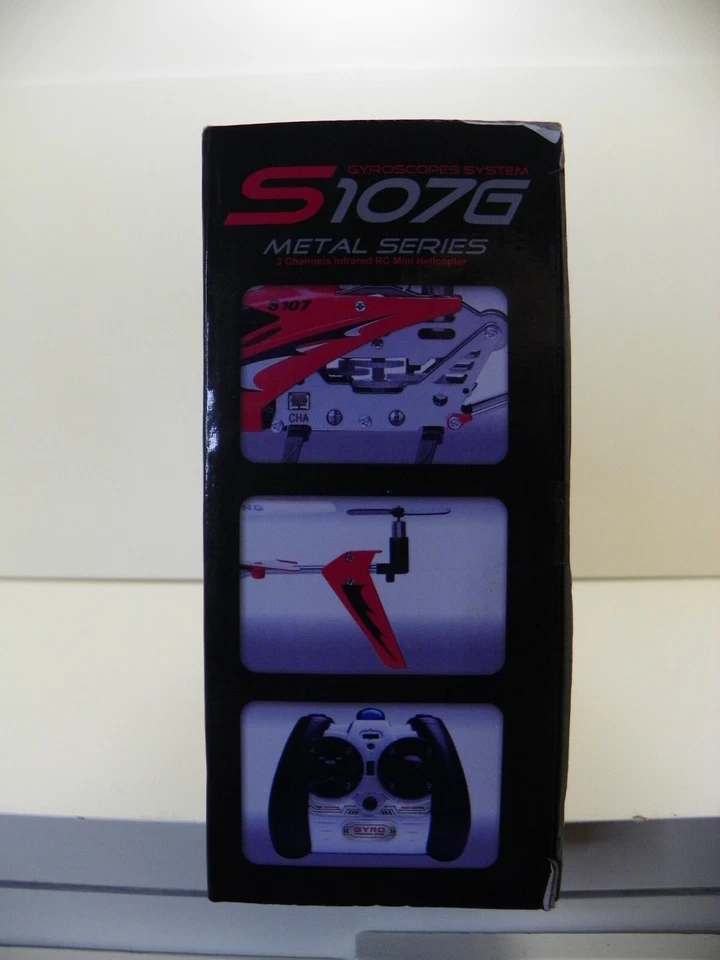 GYROSCOPES SYSTEM
S107G
METAL SERIES
3 Channels Infrared RC-Mini Helicopter
S107
CHA
GYRO